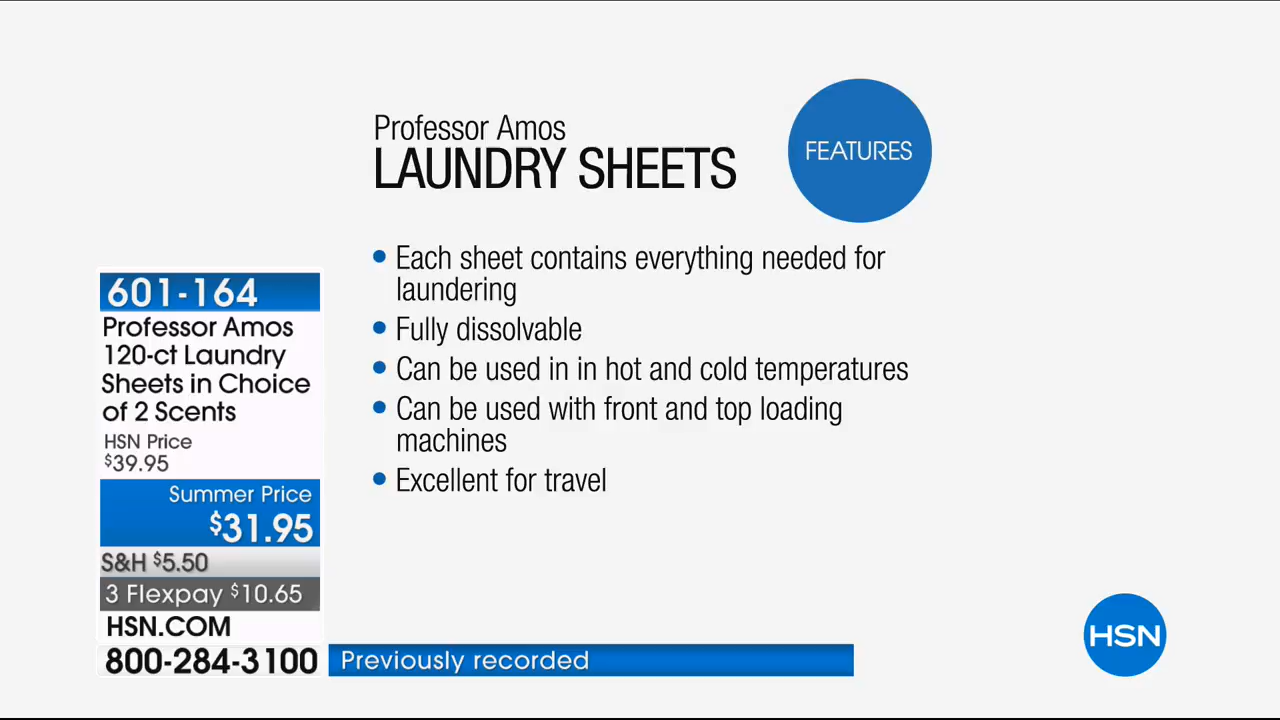 Professor Amos
LAUNDRY SHEETS
FEATURES
• Each sheet contains everything needed for
laundering
• Fully dissolvable
• Can be used in in hot and cold temperatures
• Can be used with front and top loading
machines
• Excellent for travel
601-164
Professor Amos
120-ct Laundry
Sheets in Choice
of 2 Scents
HSN Price
$39.95
Summer Price
$31.95
S&H $5.50
3 Flexpay $10.65
HSN.COM
800-284-3100
Previously recorded
HSN